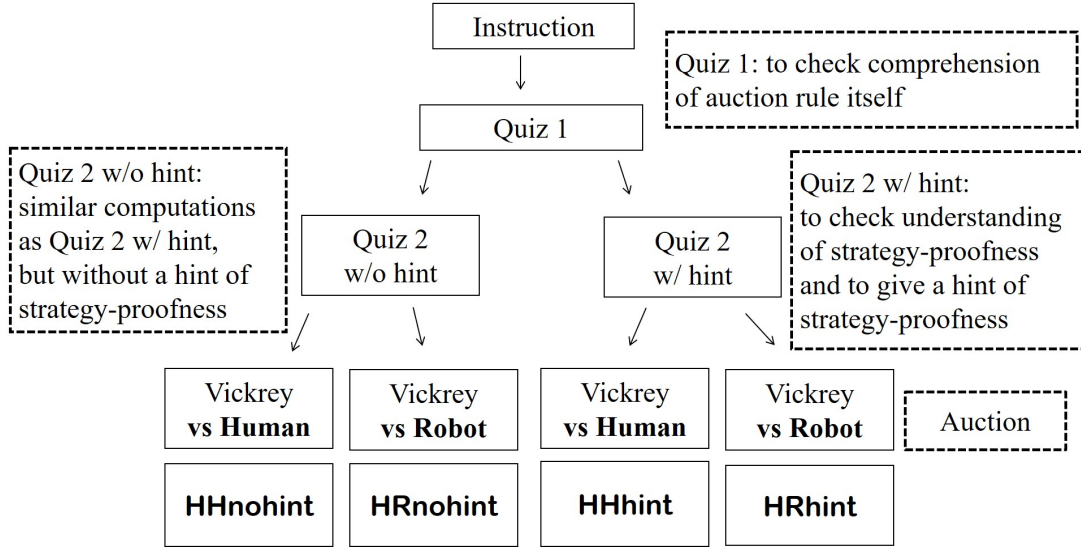 Instruction
Quiz 1: to check comprehension
of auction rule itself
Quiz 1
Quiz 2 w/o hint:
similar computations
as Quiz 2 w/ hint,
but without a hint of
strategy-proofness
Quiz 2
w/o hint
Quiz 2
w/ hint
Quiz 2 w/ hint:
to check understanding
of strategy-proofness
and to give a hint of
strategy-proofness
Vickrey
vs Human
Vickrey
vs Robot
Vickrey
vs Human
Vickrey
vs Robot
Auction
HHnohint
HRnohint
HHhint
HRhint